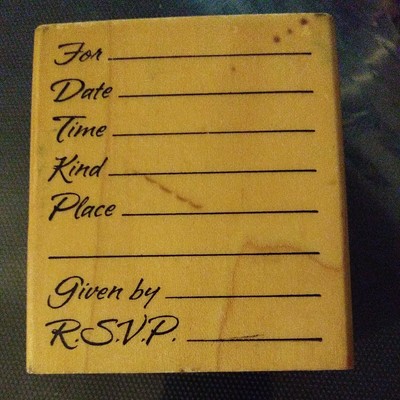 For
Date
Time
Kind
Place
Given by
R.S.V.P.